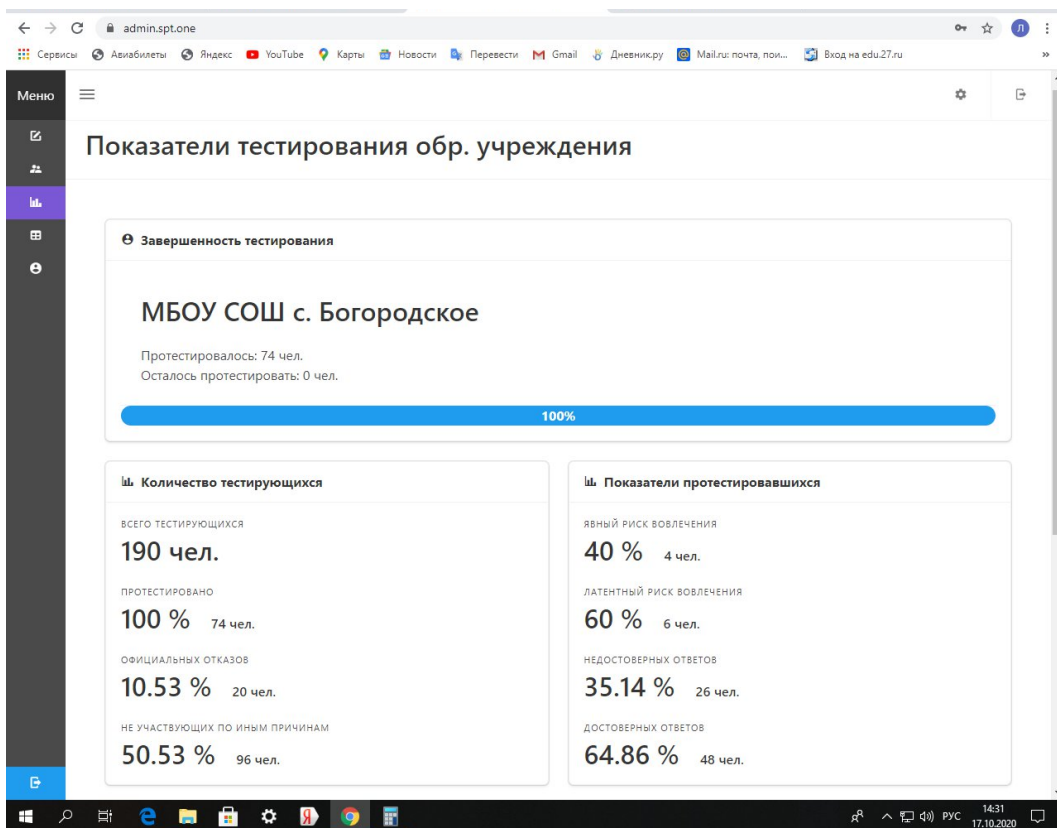 admin.spt.one
Л
Сервисы Авиабилеты Яндекс YouTube Карты Новости Перевести Gmail Дневник.ру Mail.ru: почта, пои... Вход на edu.27.ru »
Меню
Показатели тестирования обр. учреждения
Завершенность тестирования
МБОУ СОШ с. Богородское
Протестировалось: 74 чел.
Осталось протестировать: 0 чел.
100%
Количество тестирующихся
ВСЕГО ТЕСТИРУЮЩИХСЯ
190 чел.
ПРОТЕСТИРОВАНО
100 % 74 чел.
ОФИЦИАЛЬНЫХ ОТКАЗОВ
10.53 % 20 чел.
НЕ УЧАСТВУЮЩИХ ПО ИНЫМ ПРИЧИНАМ
50.53 % 96 чел.
Показатели протестировавшихся
ЯВНЫЙ РИСК ВОВЛЕЧЕНИЯ
40 % 4 чел.
ЛАТЕНТНЫЙ РИСК ВОВЛЕЧЕНИЯ
60 % 6 чел.
НЕДОСТОВЕРНЫХ ОТВЕТОВ
35.14 % 26 чел.
ДОСТОВЕРНЫХ ОТВЕТОВ
64.86 % 48 чел.
РУС
14:31
17.10.2020